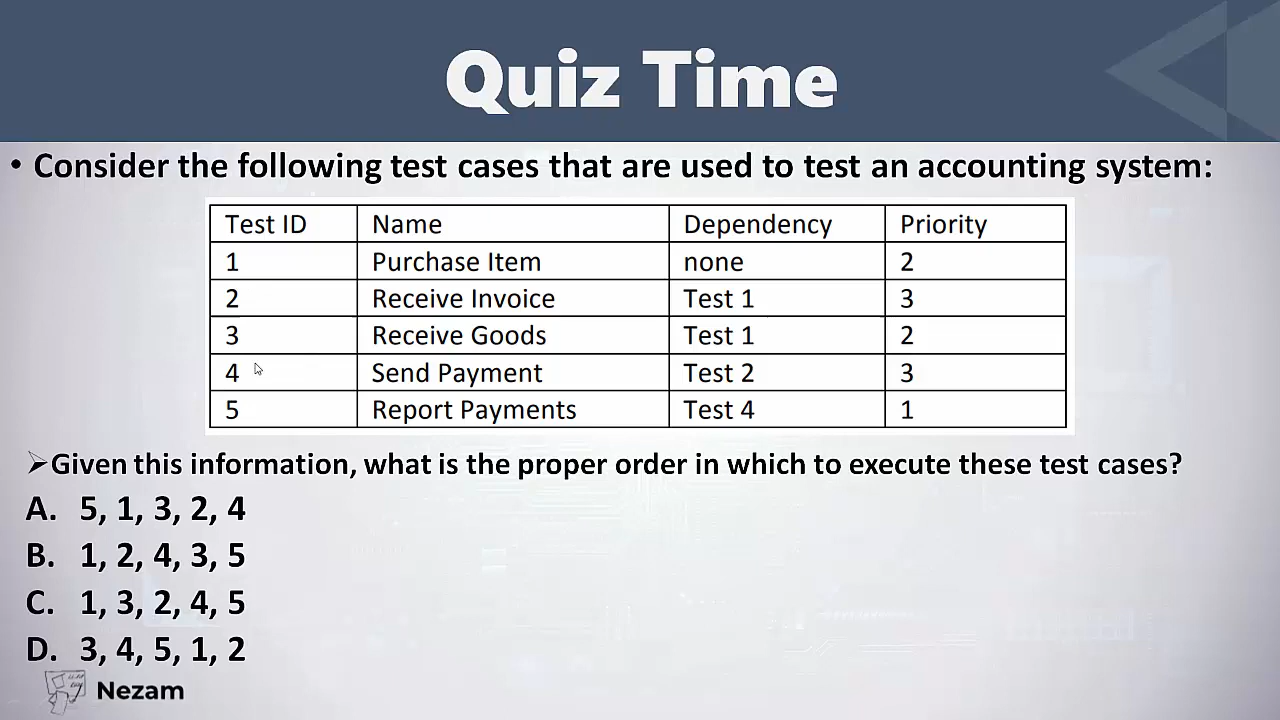 Quiz Time
• Consider the following test cases that are used to test an accounting system:
Test ID Name Dependency Priority
1 Purchase Item none 2
2 Receive Invoice Test 1 3
3 Receive Goods Test 1 2
4 Send Payment Test 2 3
5 Report Payments Test 4 1
➢Given this information, what is the proper order in which to execute these test cases?
A. 5, 1, 3, 2, 4
B. 1, 2, 4, 3, 5
C. 1, 3, 2, 4, 5
D. 3, 4, 5, 1, 2
Nezam